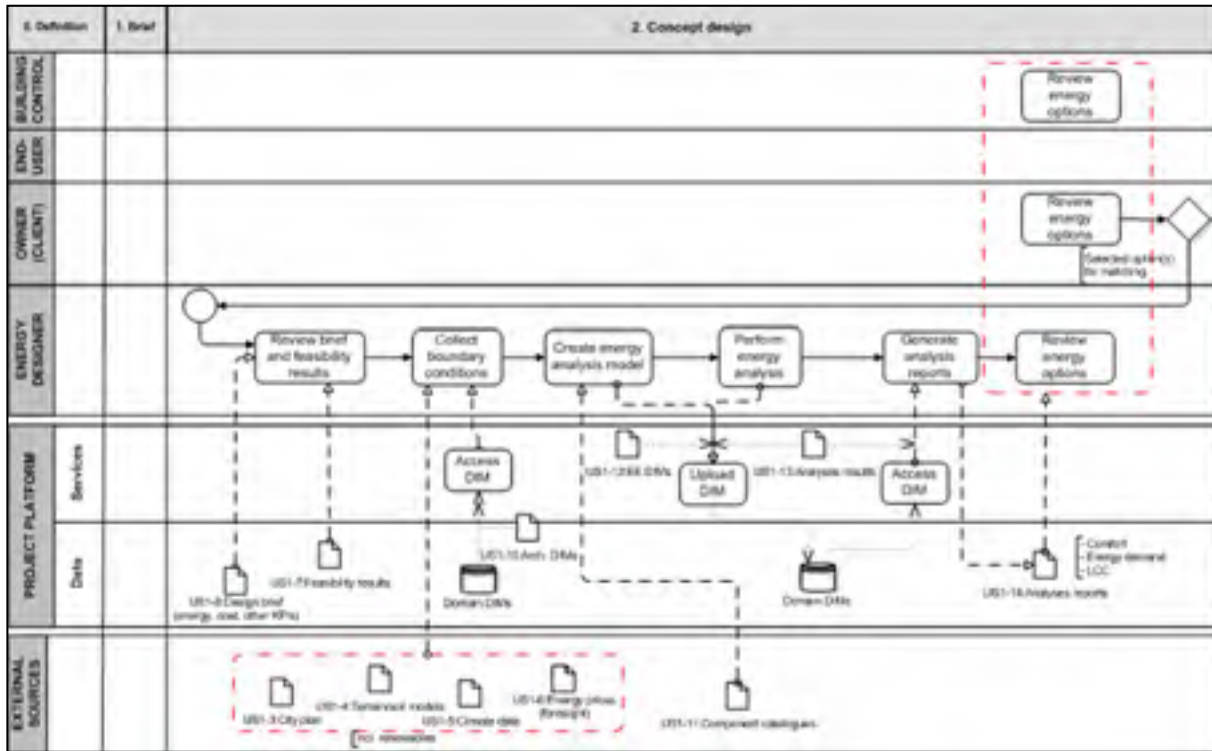 0. Definition
1. Brief
2. Concept design
BUILDING
CONTROL
Review
energy
options
END-
USER
OWNER
(CLIENT)
Review
energy
options
Selected option(s)
for matching
ENERGY
DESIGNER
Review brief
and feasibility
results
Collect
boundary
conditions
Create energy
analysis model
Perform
energy
analysis
Generate
analysis
reports
Review
energy
options
PROJECT PLATFORM
Services
Access
DIM
US1-12 EE DIMs
Upload
DIM
US1-13 Analysis results
Access
DIM
Data
US1-10 Arch. DIMs
US1-7 Feasibility results
US1-8 Design brief
(energy, cost, other KPIs)
Domain DIMs
Domain DIMs
Comfort
Energy demand
LCC
US1-14 Analyses reports
EXTERNAL
SOURCES
US1-3 City plan
US1-4 models
US1-5 Climate data
US1-6 Energy prices
(foresight)
incl. renewables
US1-11 Component catalogues